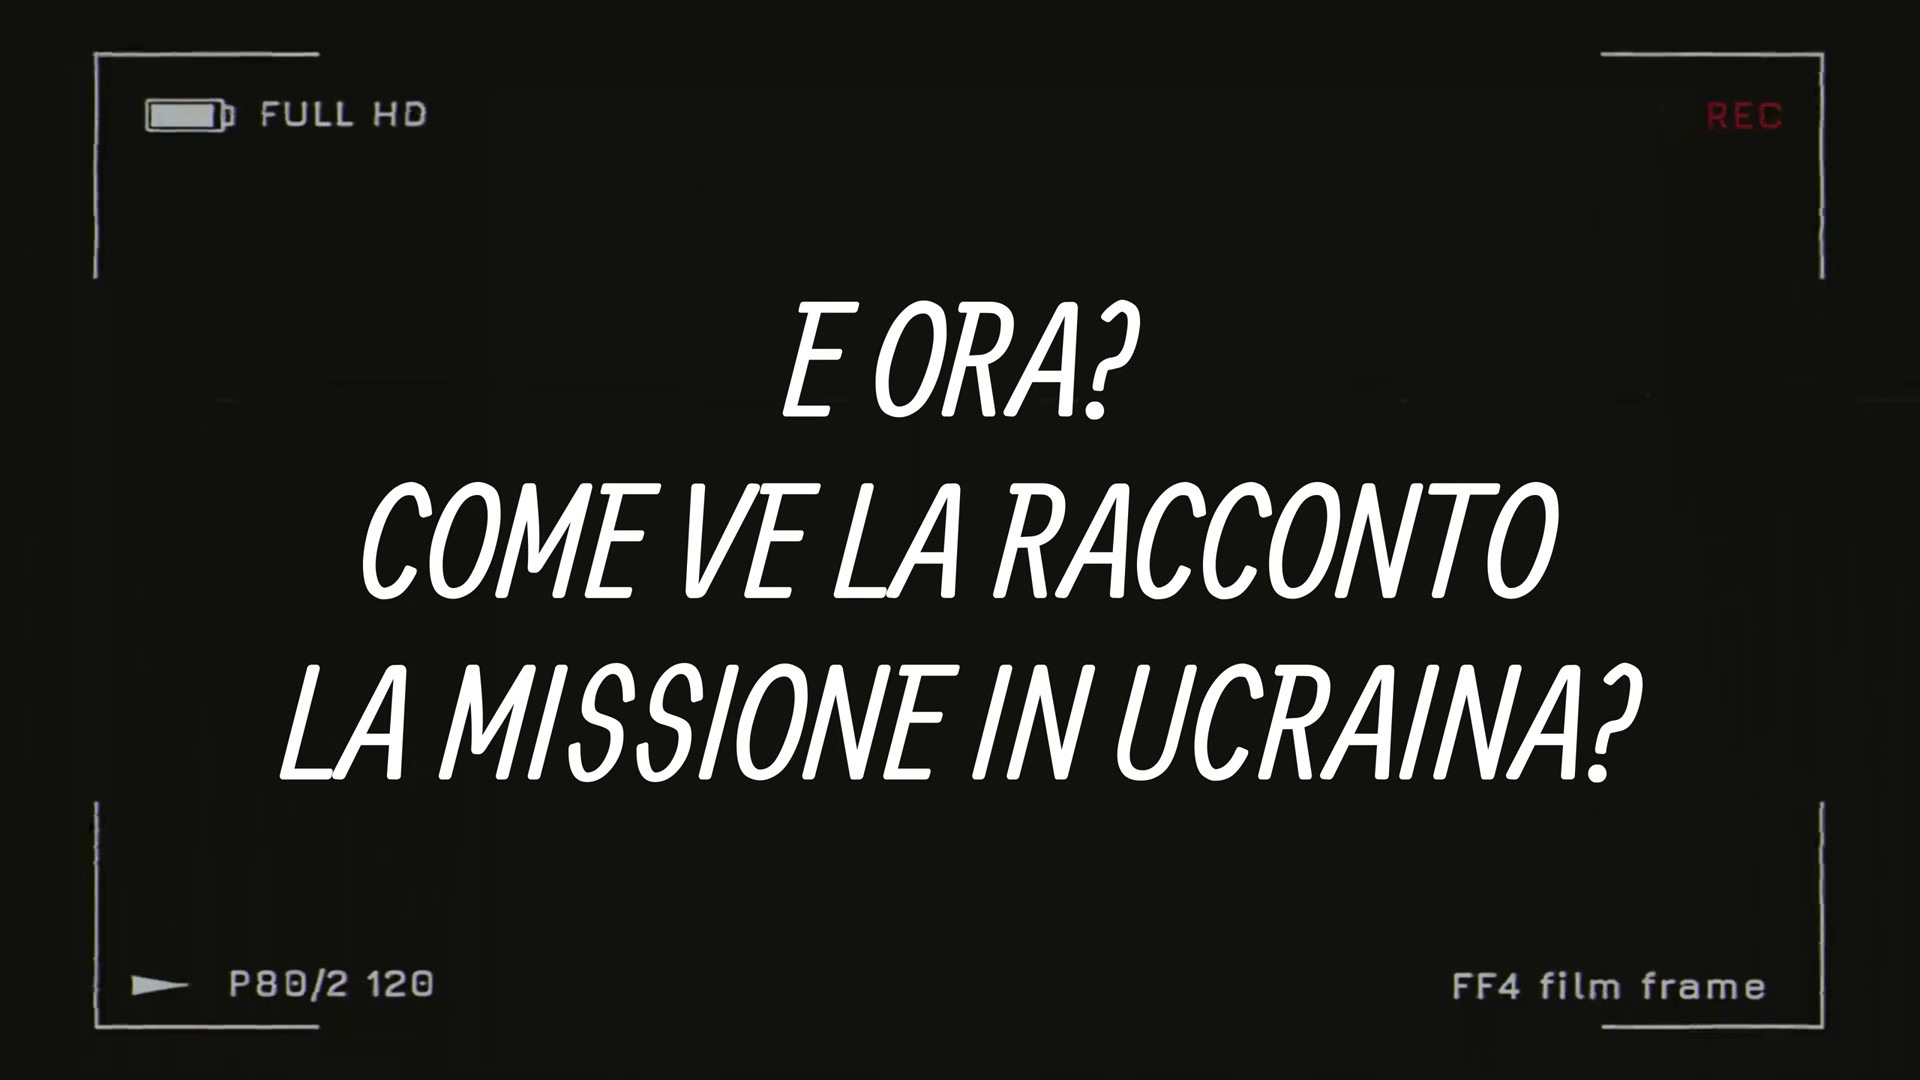 FULL HD
REC
E ORA?
COME VE LA RACCONTO
LA MISSIONE IN UCRAINA?
P80/2 120
FF4 film frame